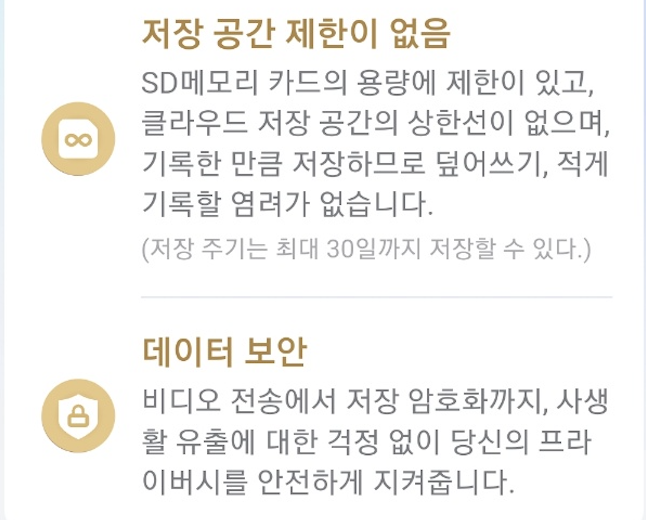 저장 공간 제한이 없음
SD메모리 카드의 용량에 제한이 있고,
클라우드 저장 공간의 상한선이 없으며,
기록한 만큼 저장하므로 덮어쓰기, 적게
기록할 염려가 없습니다.
(저장 주기는 최대 30일까지 저장할 수 있다.)
데이터 보안
비디오 전송에서 저장 암호화까지, 사생
활 유출에 대한 걱정 없이 당신의 프라
이버시를 안전하게 지켜줍니다.